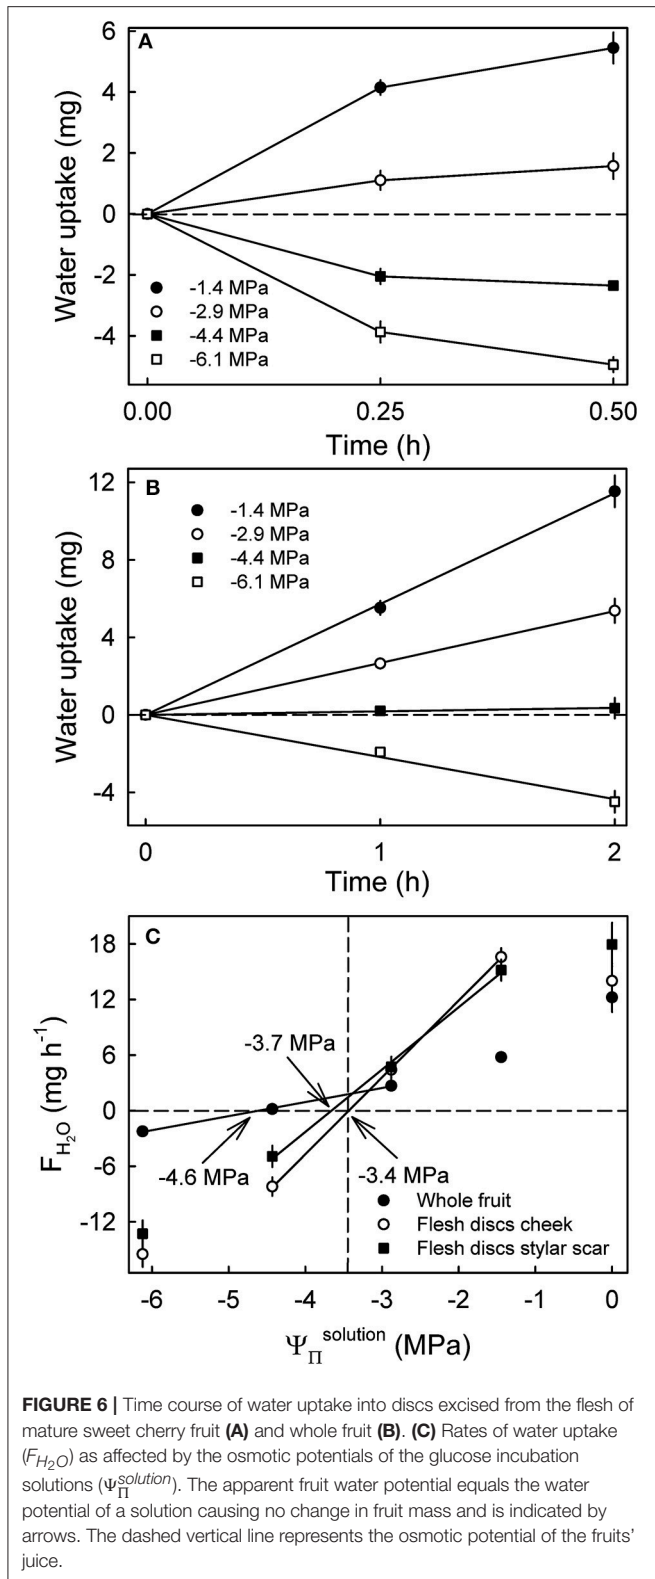 A
6
4
2
0
-2
-4
Water uptake (mg)
-1.4 MPa
-2.9 MPa
-4.4 MPa
-6.1 MPa
0.00 0.25 0.50
Time (h)
B
12
8
4
0
-4
Water uptake (mg)
-1.4 MPa
-2.9 MPa
-4.4 MPa
-6.1 MPa
0 1 2
Time (h)
C
18
12
6
0
-6
-12
F_H₂O (mg h⁻¹)
-3.7 MPa
-4.6 MPa
-3.4 MPa
Whole fruit
Flesh discs cheek
Flesh discs stylar scar
-6 -5 -4 -3 -2 -1 0
Ψ_Π^solution (MPa)
FIGURE 6 | Time course of water uptake into discs excised from the flesh of
mature sweet cherry fruit (A) and whole fruit (B). (C) Rates of water uptake
(F_H2O) as affected by the osmotic potentials of the glucose incubation
solutions (Ψ_Π^solution). The apparent fruit water potential equals the water
potential of a solution causing no change in fruit mass and is indicated by
arrows. The dashed vertical line represents the osmotic potential of the fruits'
juice.